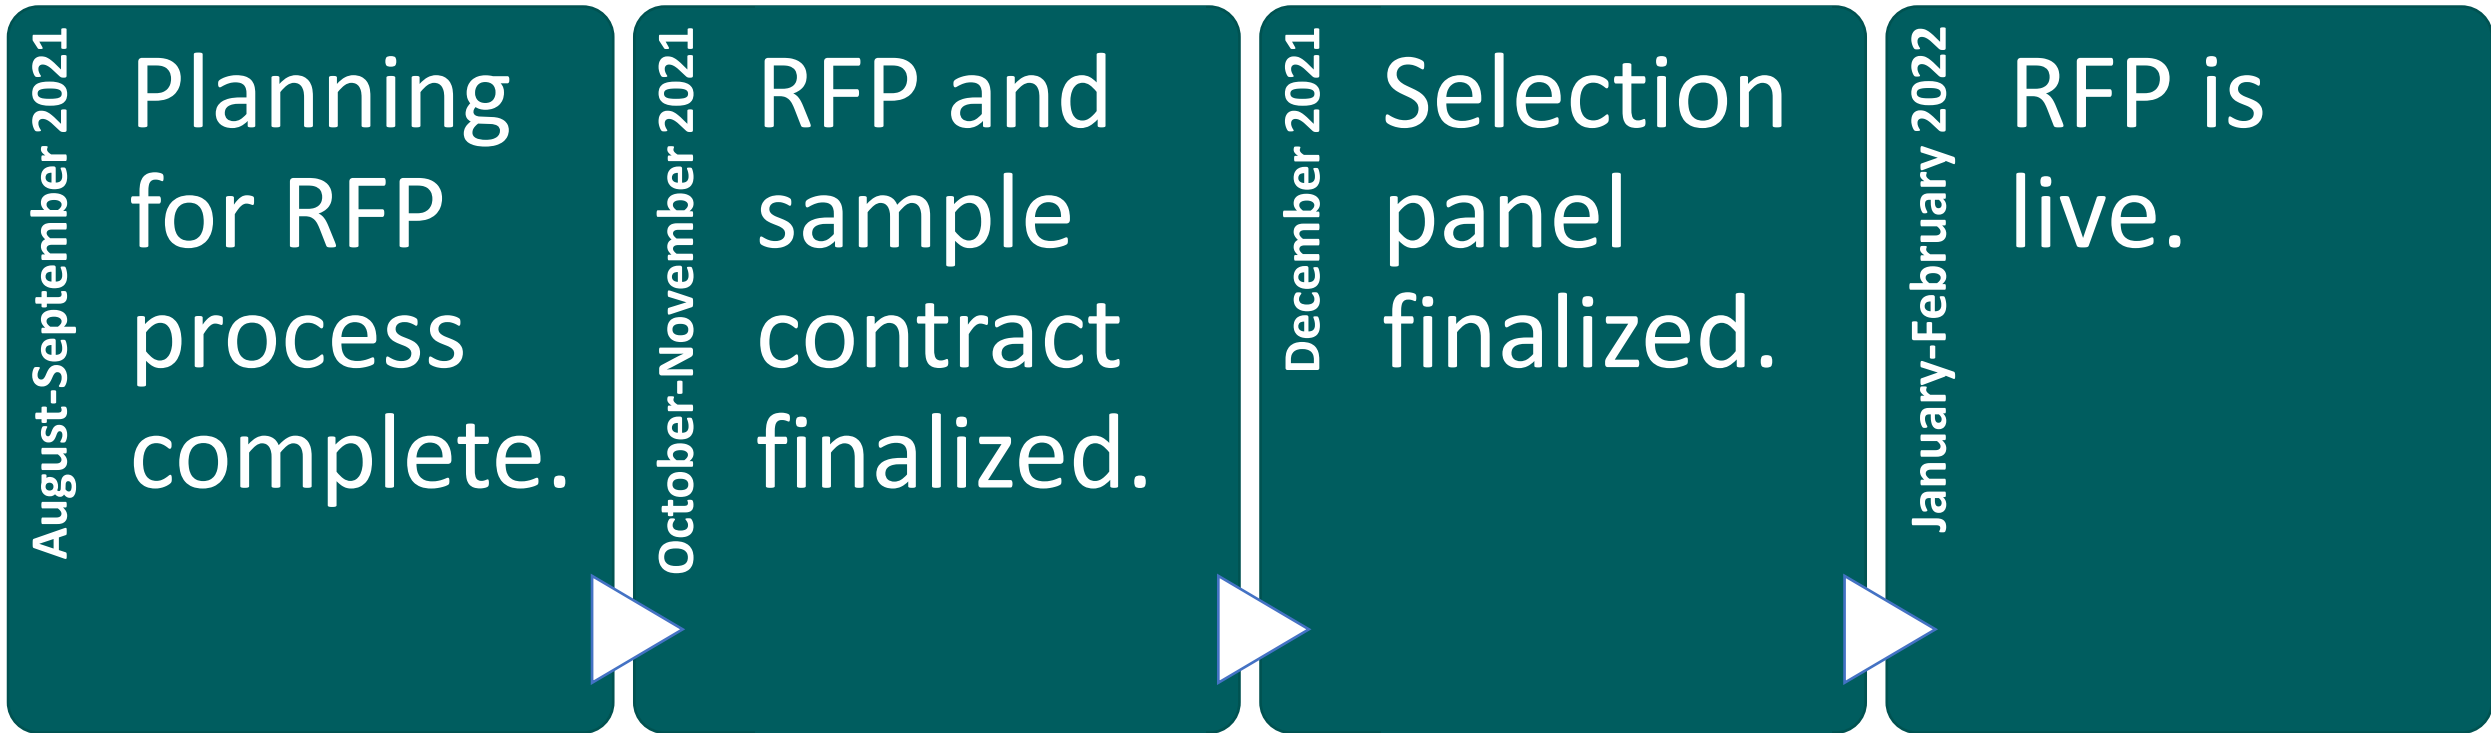 August-September 2021
Planning
for RFP
process
complete.
October-November 2021
RFP and
sample
contract
finalized.
December 2021
Selection
panel
finalized.
January-February 2022
RFP is
live.